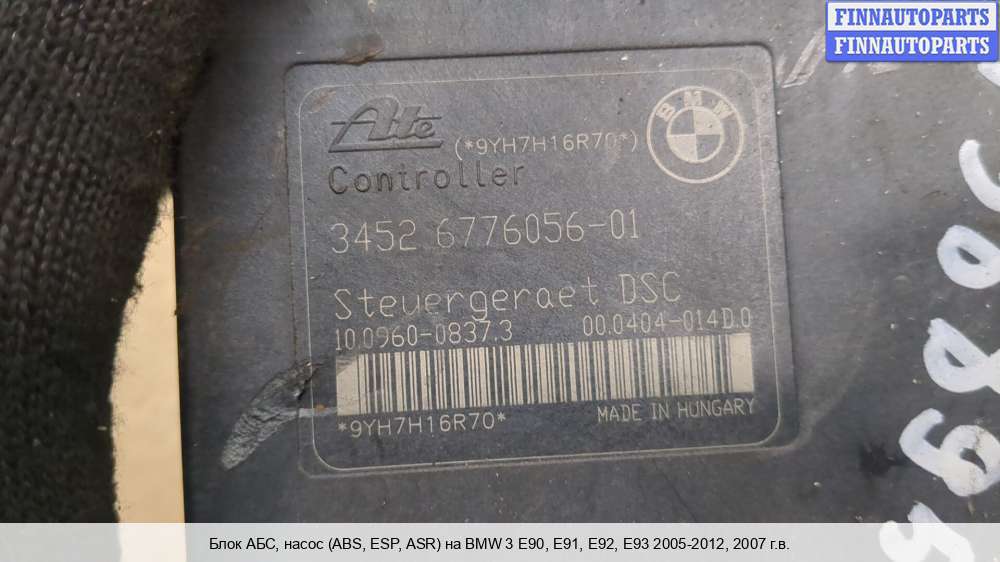 FINNAUTOPARTS
FINNAUTOPARTS
Ate
(*9YH7H16R70*)
BMW
Controller
3452 6776056-01
Steuergeraet DSC
10.0960-0837.3 00.0404-014D.0
*9YH7H16R70* MADE IN HUNGARY
Блок АБС, насос (ABS, ESP, ASR) на BMW 3 E90, E91, E92, E93 2005-2012, 2007 г.в.